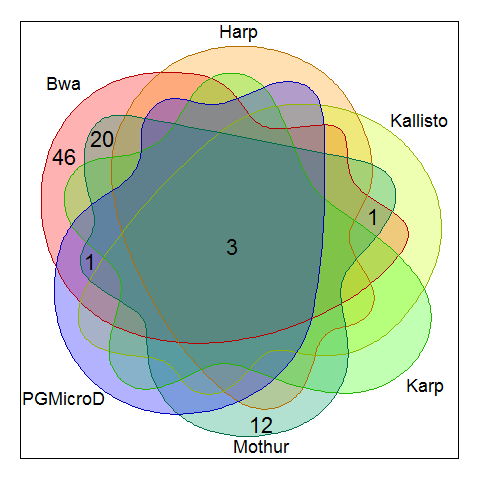 Harp
Bwa
Kallisto
20
46
1
3
1
Karp
PGMicroD
12
Mothur